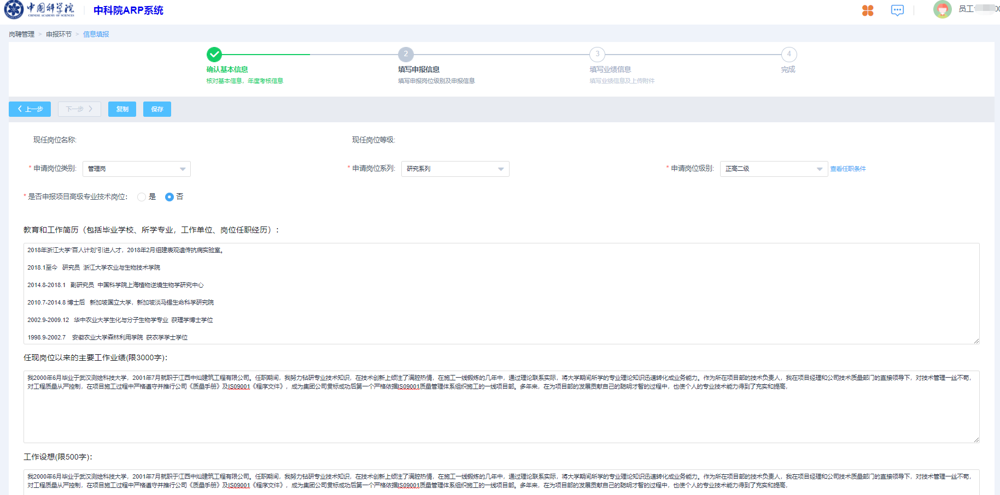 中国科学院 中科院ARP系统 员工
CHINESE ACADEMY OF SCIENCES
岗聘管理 > 申报环节 > 信息填报
2 3 4
确认基本信息 填写申报信息 填写业绩信息 完成
核对基本信息，年度考核信息 填写申报岗位级别及申报信息 填写业绩信息及上传附件
上一步 下一步 复制 保存
现任岗位名称: 现任岗位等级:
* 申请岗位类别: 管理岗 * 申请岗位系列: 研究系列 * 申请岗位级别: 正高二级 查看任职条件
* 是否申报项目高级专业技术岗位： 是 否
教育和工作简历（包括毕业学校、所学专业，工作单位、岗位任职经历）：
2018年浙江大学“百人计划”引进人才，2018年2月组建表观遗传抗病实验室。
2018.1至今 研究员 浙江大学农业与生物技术学院
2014.8-2018.1 副研究员 中国科学院上海植物逆境生物学研究中心
2010.7-2014.8 博士后 新加坡国立大学，新加坡淡马锡生命科学研究院
2002.9-2009.12 华中农业大学生化与分子生物学专业 获理学博士学位
1998.9-2002.7 安徽农业大学森林利用学院 获农学学士学位
任现岗位以来的主要工作业绩(限3000字)：
我2000年6月毕业于武汉测绘科技大学，2001年7月就职于江西中灿建筑工程有限公司。任职期间，我努力钻研专业技术知识，在技术创新上倾注了满腔热情，在施工一线锻炼的几年中，通过理论联系实际，将大学期间所学的专业理论知识迅速转化成业务能力。作为所在项目部的技术负责人，我在项目经理和公司技术质量部门的直接领导下，对技术管理一丝不苟，
对工程质量从严控制，在项目施工过程中严格遵守并推行公司《质量手册》及IS09001《程序文件》，成为集团公司贯标成功后第一个严格依据IS09001质量管理体系组织施工的一线项目部。多年来，在为项目部的发展贡献自己的聪明才智的过程中，也使个人的专业技术能力得到了充实和提高，
工作设想(限500字)：
我2000年6月毕业于武汉测绘科技大学，2001年7月就职于江西中灿建筑工程有限公司。任职期间，我努力钻研专业技术知识，在技术创新上倾注了满腔热情，在施工一线锻炼的几年中，通过理论联系实际，将大学期间所学的专业理论知识迅速转化成业务能力。作为所在项目部的技术负责人，我在项目经理和公司技术质量部门的直接领导下，对技术管理一丝不苟，
对工程质量从严控制，在项目施工过程中严格遵守并推行公司《质量手册》及IS09001《程序文件》，成为集团公司贯标成功后第一个严格依据IS09001质量管理体系组织施工的一线项目部。多年来，在为项目部的发展贡献自己的聪明才智的过程中，也使个人的专业技术能力得到了充实和提高，